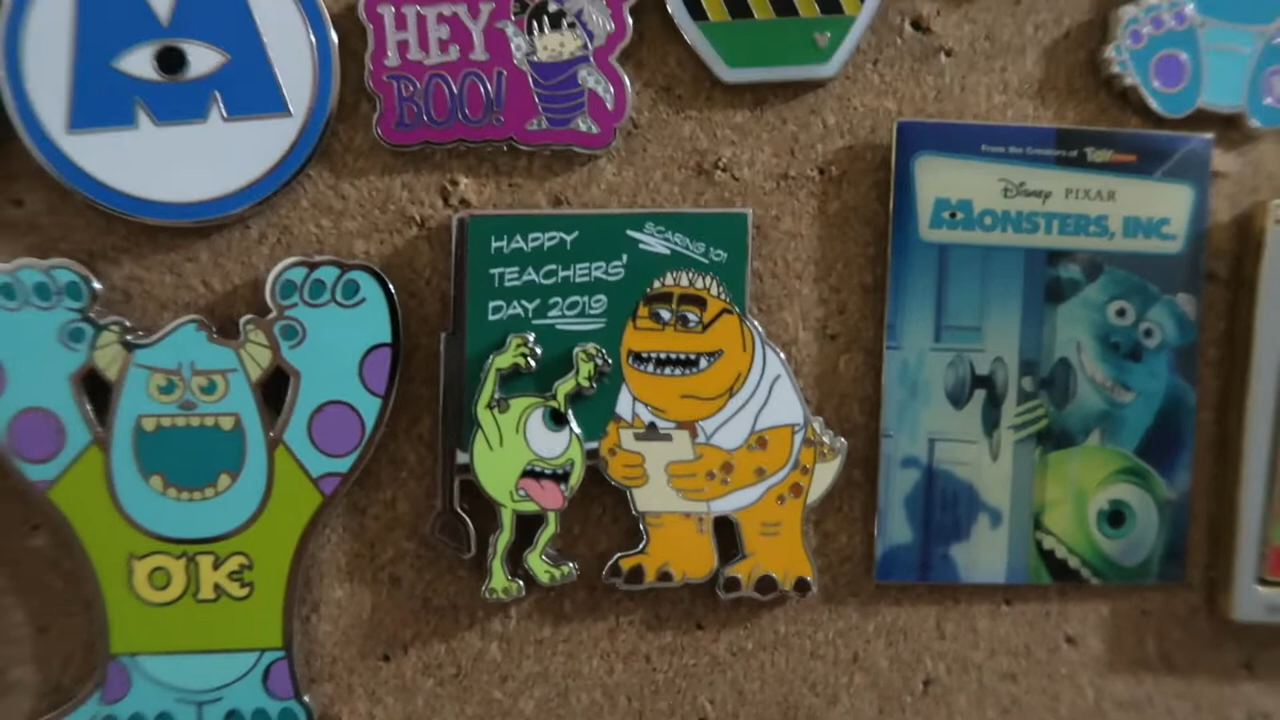 M
HEY
BOO!
HAPPY
TEACHERS'
DAY 2019
SCARING 101
From the Creators of TOY
Disney PIXAR
MONSTERS, INC.
OK